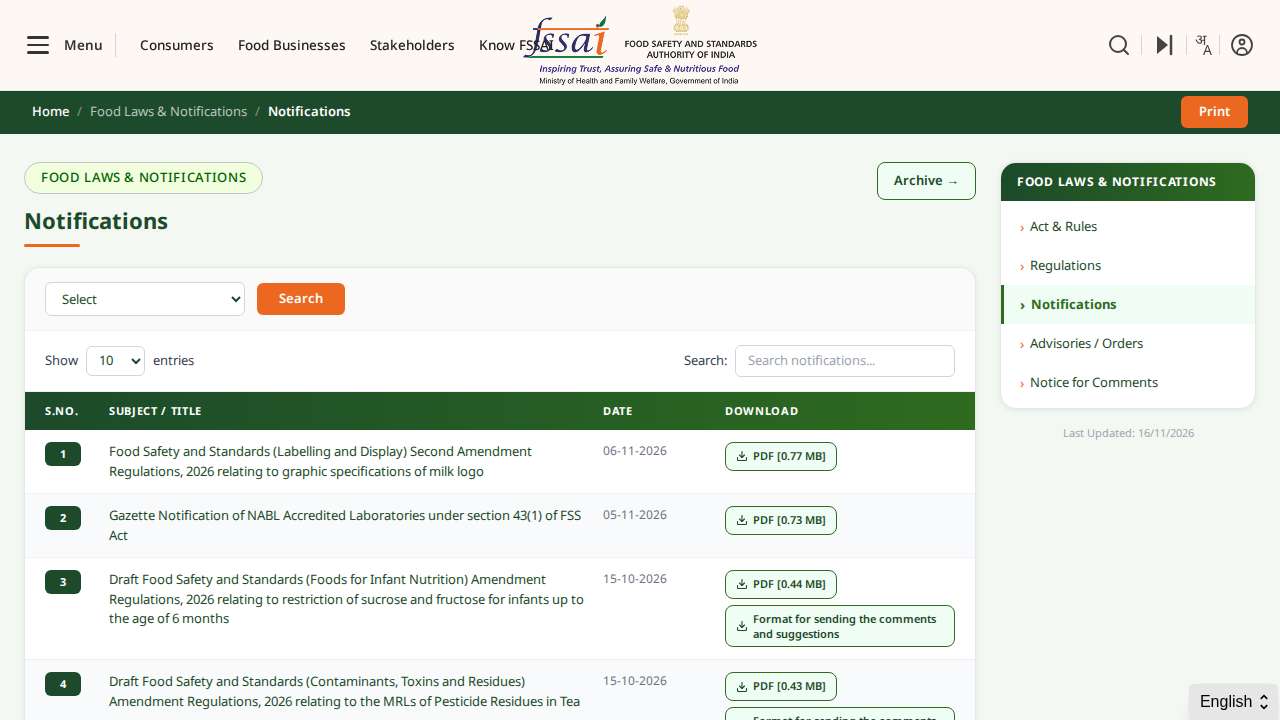 Menu
Consumers
Food Businesses
Stakeholders
Know FSSAI
fssai
FOOD SAFETY AND STANDARDS
AUTHORITY OF INDIA
Inspiring Trust, Assuring Safe & Nutritious Food
Ministry of Health and Family Welfare, Government of India
अ
A
Home / Food Laws & Notifications / Notifications
Print
FOOD LAWS & NOTIFICATIONS
Archive →
Notifications
Select
Search
Show 10 entries
Search: Search notifications...
S.NO. SUBJECT / TITLE DATE DOWNLOAD
1 Food Safety and Standards (Labelling and Display) Second Amendment 06-11-2026 PDF [0.77 MB]
Regulations, 2026 relating to graphic specifications of milk logo
2 Gazette Notification of NABL Accredited Laboratories under section 43(1) of FSS 05-11-2026 PDF [0.73 MB]
Act
3 Draft Food Safety and Standards (Foods for Infant Nutrition) Amendment 15-10-2026 PDF [0.44 MB]
Regulations, 2026 relating to restriction of sucrose and fructose for infants up to
the age of 6 months
Format for sending the comments
and suggestions
4 Draft Food Safety and Standards (Contaminants, Toxins and Residues) 15-10-2026 PDF [0.43 MB]
Amendment Regulations, 2026 relating to the MRLs of Pesticide Residues in Tea
Format for sending the comments
FOOD LAWS & NOTIFICATIONS
› Act & Rules
› Regulations
› Notifications
› Advisories / Orders
› Notice for Comments
Last Updated: 16/11/2026
English